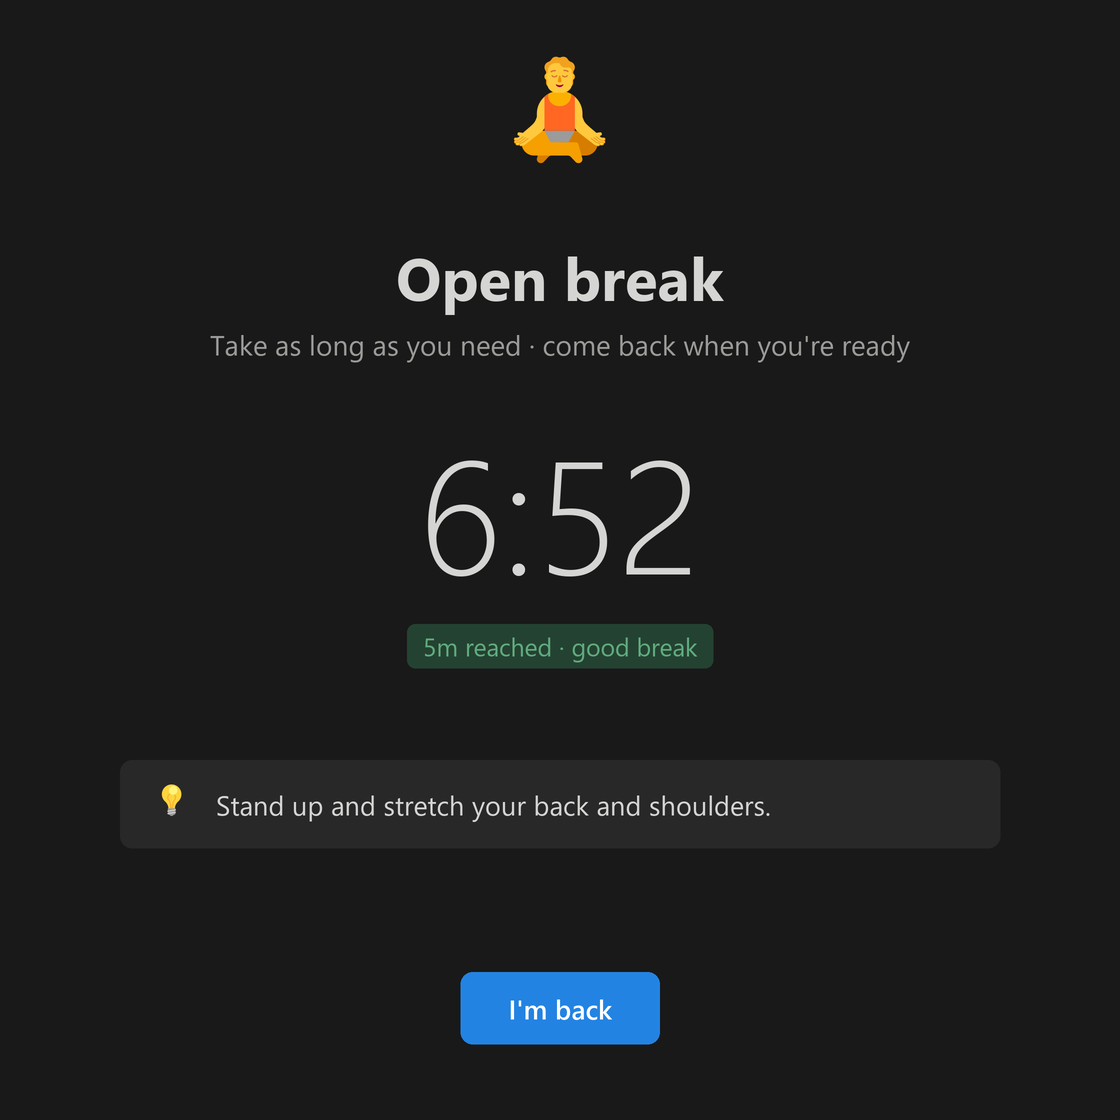 Open break
Take as long as you need · come back when you're ready
6:52
5m reached · good break
Stand up and stretch your back and shoulders.
I'm back